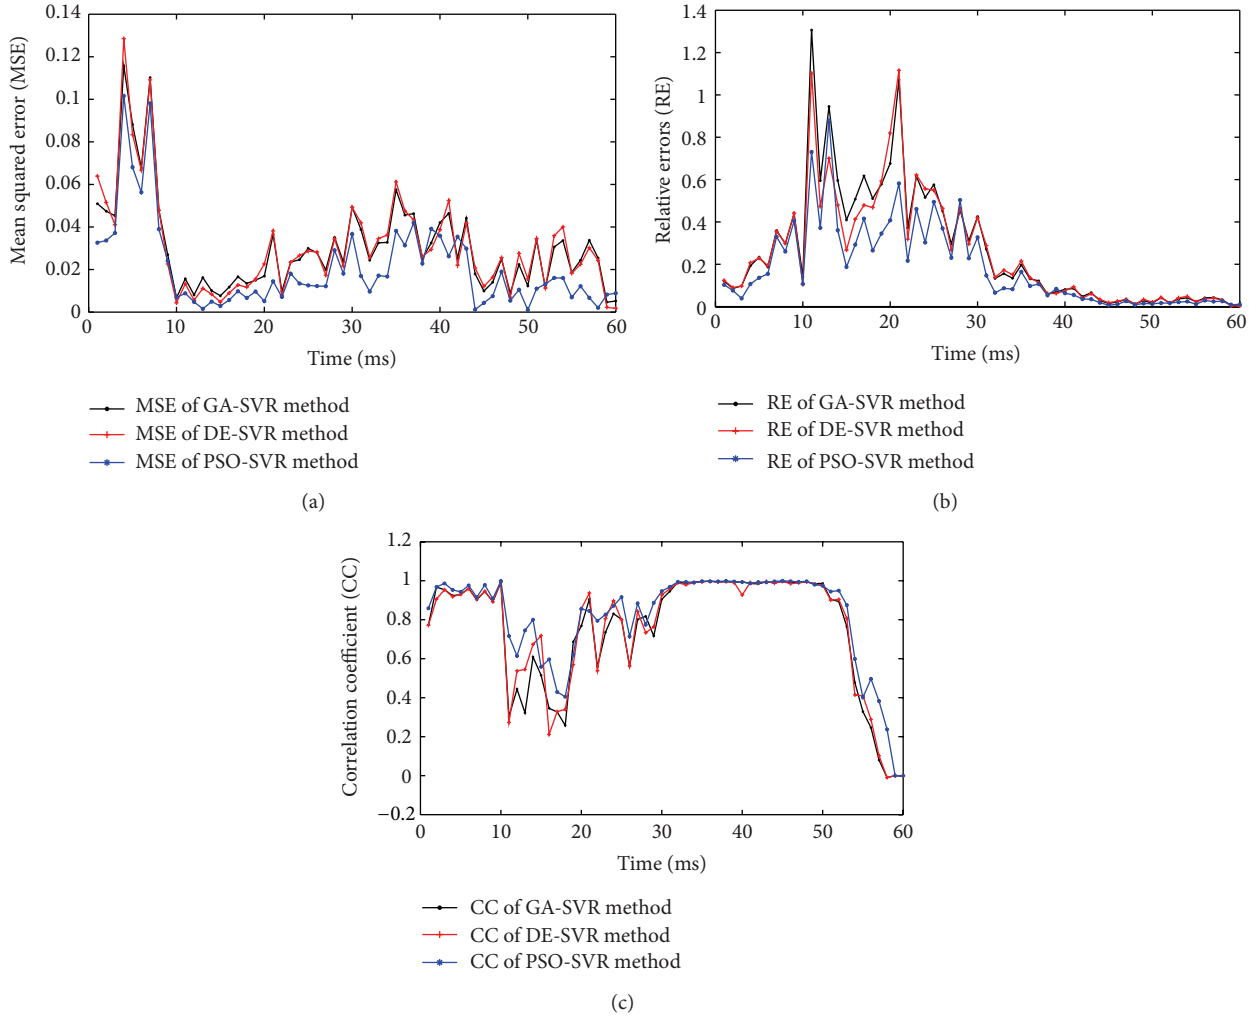 Mean squared error (MSE)
0.14
0.12
0.1
0.08
0.06
0.04
0.02
0
0 10 20 30 40 50 60
Time (ms)
MSE of GA-SVR method
MSE of DE-SVR method
MSE of PSO-SVR method
(a)
Relative errors (RE)
1.4
1.2
1
0.8
0.6
0.4
0.2
0
0 10 20 30 40 50 60
Time (ms)
RE of GA-SVR method
RE of DE-SVR method
RE of PSO-SVR method
(b)
Correlation coefficient (CC)
1.2
1
0.8
0.6
0.4
0.2
0
−0.2
0 10 20 30 40 50 60
Time (ms)
CC of GA-SVR method
CC of DE-SVR method
CC of PSO-SVR method
(c)